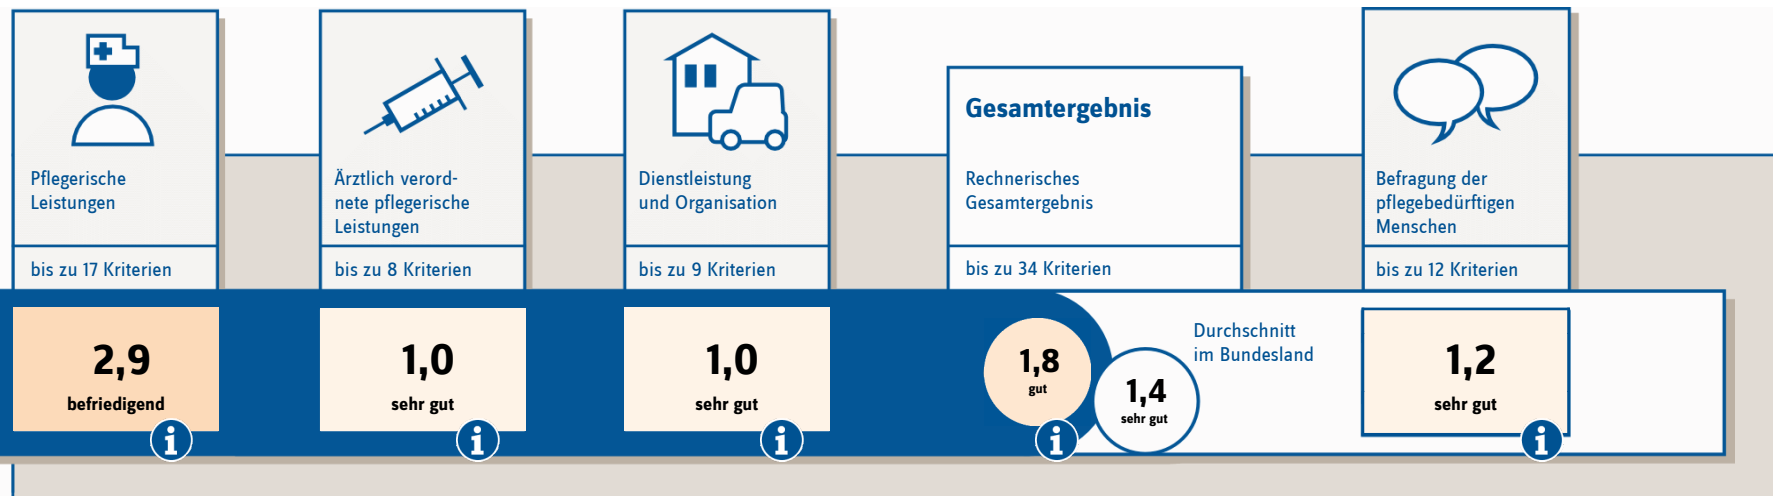 Pflegerische
Leistungen
bis zu 17 Kriterien
2,9
befriedigend
i
Ärztlich verord-
nete pflegerische
Leistungen
bis zu 8 Kriterien
1,0
sehr gut
i
Dienstleistung
und Organisation
bis zu 9 Kriterien
1,0
sehr gut
i
Gesamtergebnis
Rechnerisches
Gesamtergebnis
bis zu 34 Kriterien
1,8
gut
i
Durchschnitt
im Bundesland
1,4
sehr gut
Befragung der
pflegebedürftigen
Menschen
bis zu 12 Kriterien
1,2
sehr gut
i